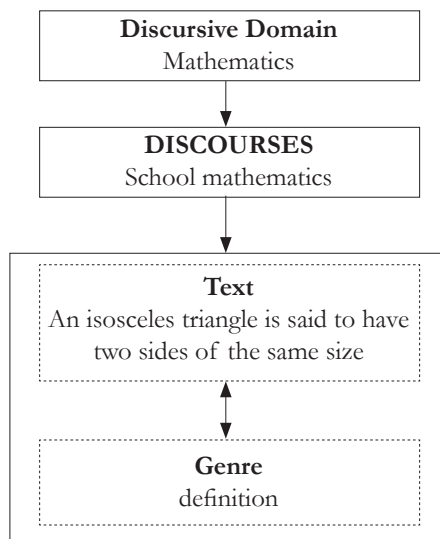 Discursive Domain
Mathematics
DISCOURSES
School mathematics
Text
An isosceles triangle is said to have
two sides of the same size
Genre
definition